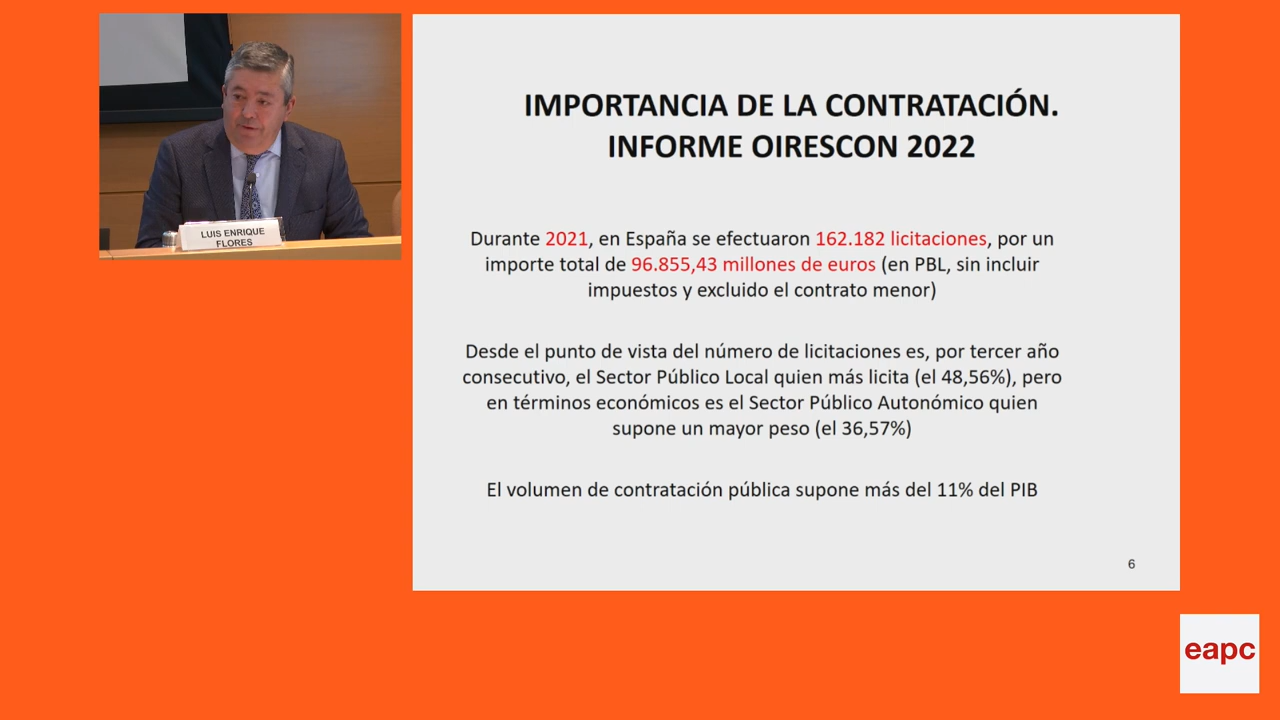 LUIS ENRIQUE
FLORES
IMPORTANCIA DE LA CONTRATACIÓN.
INFORME OIRESCON 2022
Durante 2021, en España se efectuaron 162.182 licitaciones, por un
importe total de 96.855,43 millones de euros (en PBL, sin incluir
impuestos y excluido el contrato menor)
Desde el punto de vista del número de licitaciones es, por tercer año
consecutivo, el Sector Público Local quien más licita (el 48,56%), pero
en términos económicos es el Sector Público Autonómico quien
supone un mayor peso (el 36,57%)
El volumen de contratación pública supone más del 11% del PIB
6
eapc